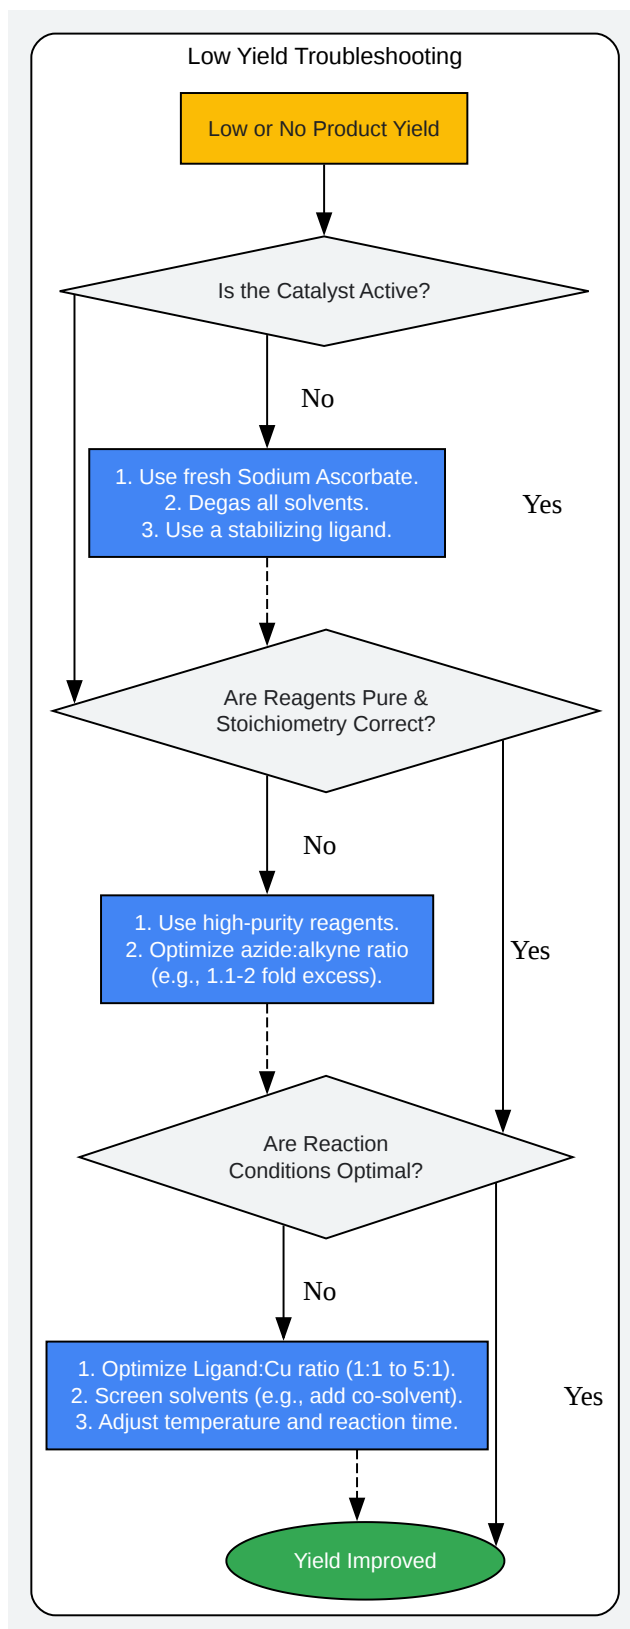 Low Yield Troubleshooting
Low or No Product Yield
Is the Catalyst Active?
No
1. Use fresh Sodium Ascorbate.
2. Degas all solvents.
3. Use a stabilizing ligand.
Yes
Are Reagents Pure &
Stoichiometry Correct?
No
1. Use high-purity reagents.
2. Optimize azide:alkyne ratio
(e.g., 1.1-2 fold excess).
Yes
Are Reaction
Conditions Optimal?
No
1. Optimize Ligand:Cu ratio (1:1 to 5:1).
2. Screen solvents (e.g., add co-solvent).
3. Adjust temperature and reaction time.
Yes
Yield Improved